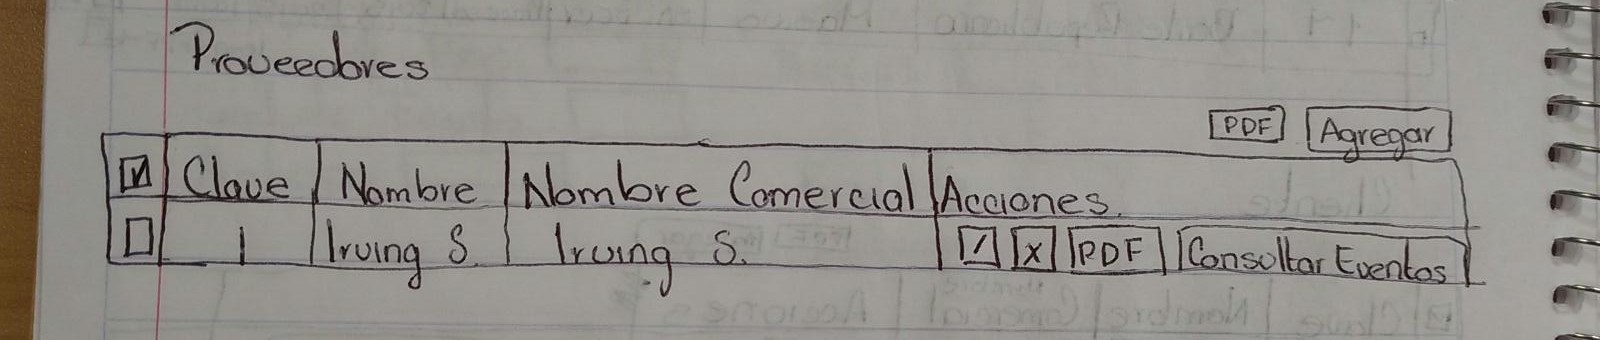 Proveedores
PDF Agregar
Clave Nombre Nombre Comercial Acciones
1 Irving S. Irving S. X PDF Consultar Eventos